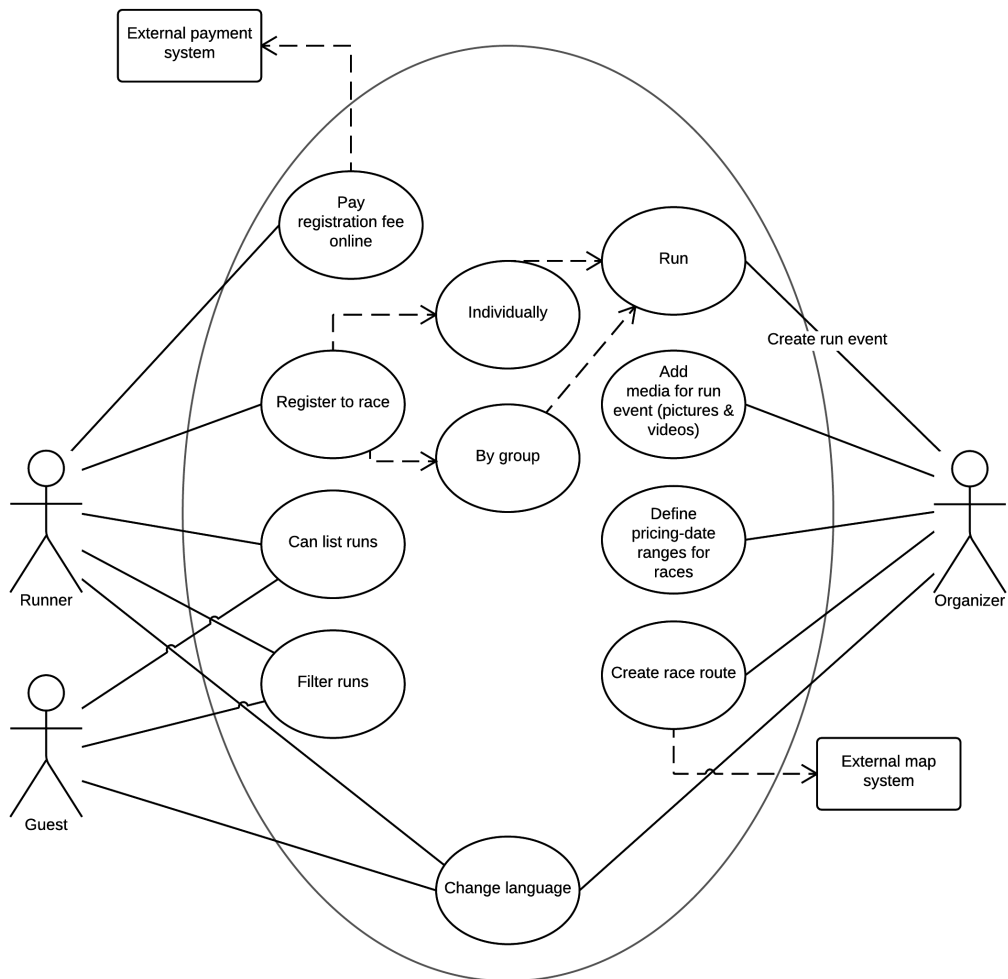 External payment
system
Pay
registration fee
online
Run
Individually
Create run event
Add
media for run
event (pictures &
videos)
Register to race
By group
Can list runs
Define
pricing-date
ranges for
races
Runner
Organizer
Filter runs
Create race route
External map
system
Guest
Change language